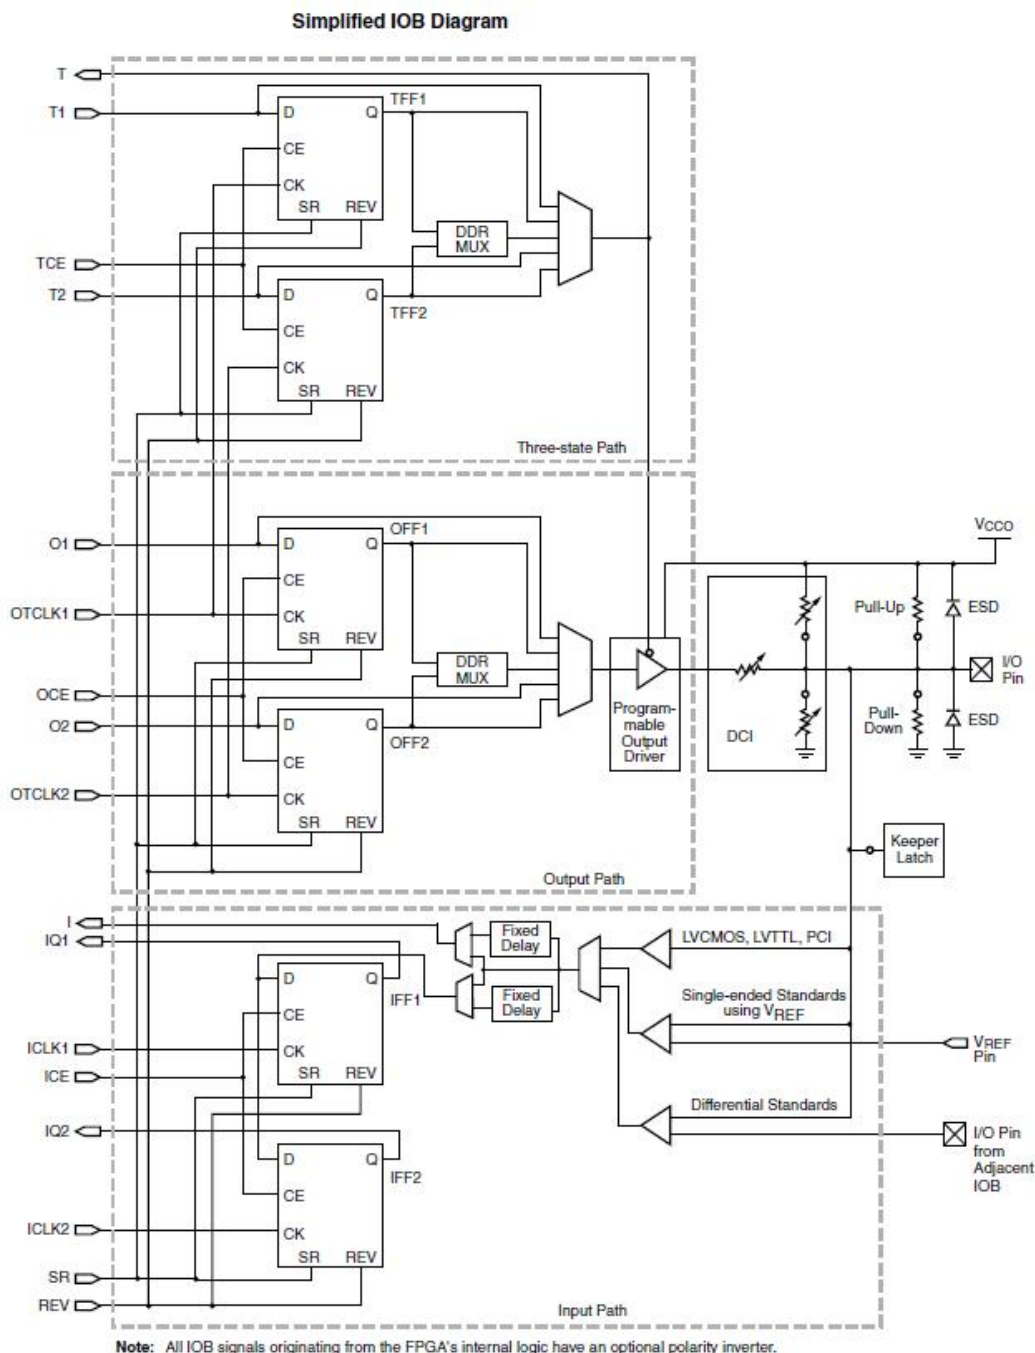 Simplified IOB Diagram
T
T1
TFF1
D
Q
CE
CK
SR
REV
DDR
MUX
TCE
T2
D
Q
TFF2
CE
CK
SR
REV
Three-state Path
O1
OFF1
D
Q
CE
OTCLK1
CK
SR
REV
DDR
MUX
OCE
O2
D
Q
OFF2
CE
OTCLK2
CK
SR
REV
Program-
mable
Output
Driver
DCI
VCCO
Pull-Up
ESD
I/O
Pin
Pull-
Down
ESD
Keeper
Latch
Output Path
I
IQ1
Fixed
Delay
LVCMOS, LVTTL, PCI
D
Q
IFF1
CE
Fixed
Delay
Single-ended Standards
using VREF
ICLK1
CK
VREF
Pin
ICE
SR
REV
Differential Standards
IQ2
I/O Pin
from
Adjacent
IOB
D
Q
IFF2
CE
ICLK2
CK
SR
REV
SR
REV
Input Path
Note: All IOB signals originating from the FPGA's internal logic have an optional polarity inverter.